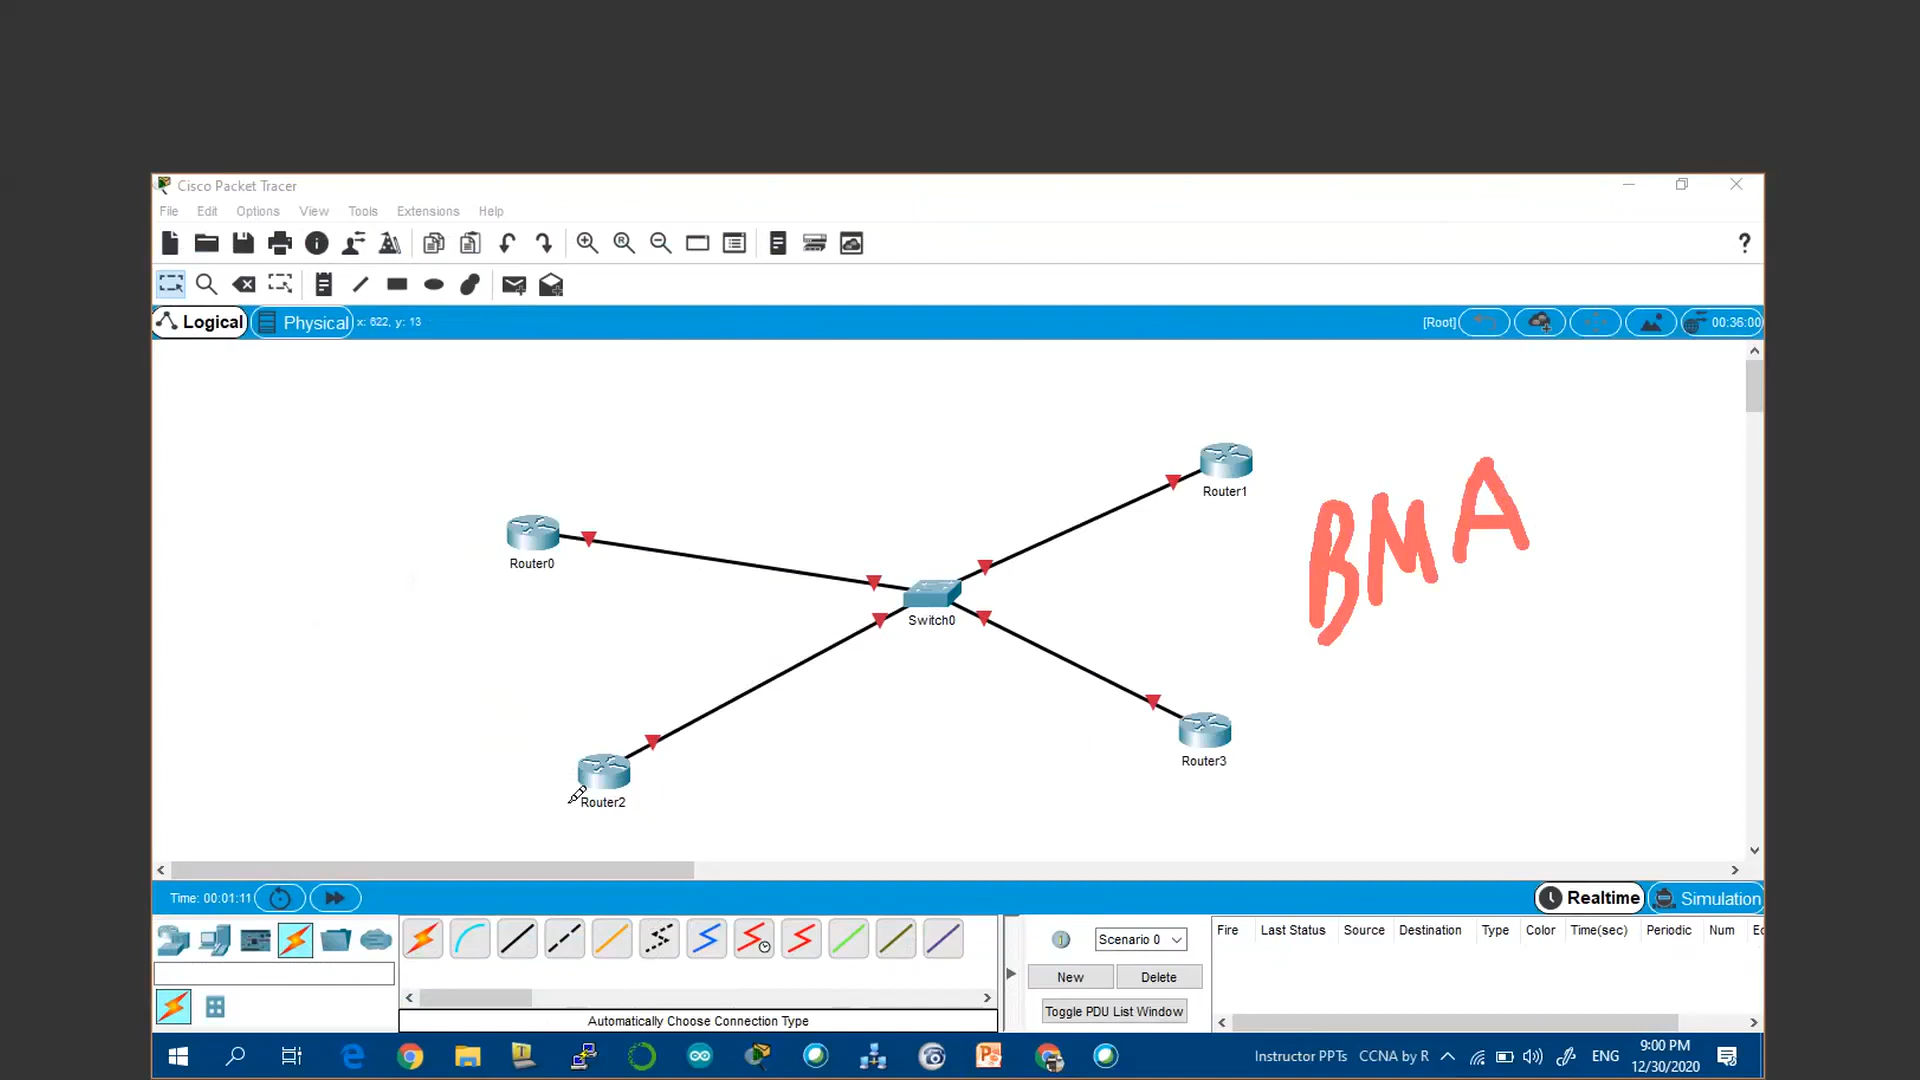 Cisco Packet Tracer
File Edit Options View Tools Extensions Help
?
Logical Physical x: 622, y: 13 [Root] 00:36:00
Router1
BMA
Router0
Switch0
Router3
Router2
Time: 00:01:11 Realtime Simulation
Scenario 0 Fire Last Status Source Destination Type Color Time(sec) Periodic Num
New Delete
Toggle PDU List Window
Automatically Choose Connection Type
Instructor PPTs CCNA by R ENG 9:00 PM
12/30/2020